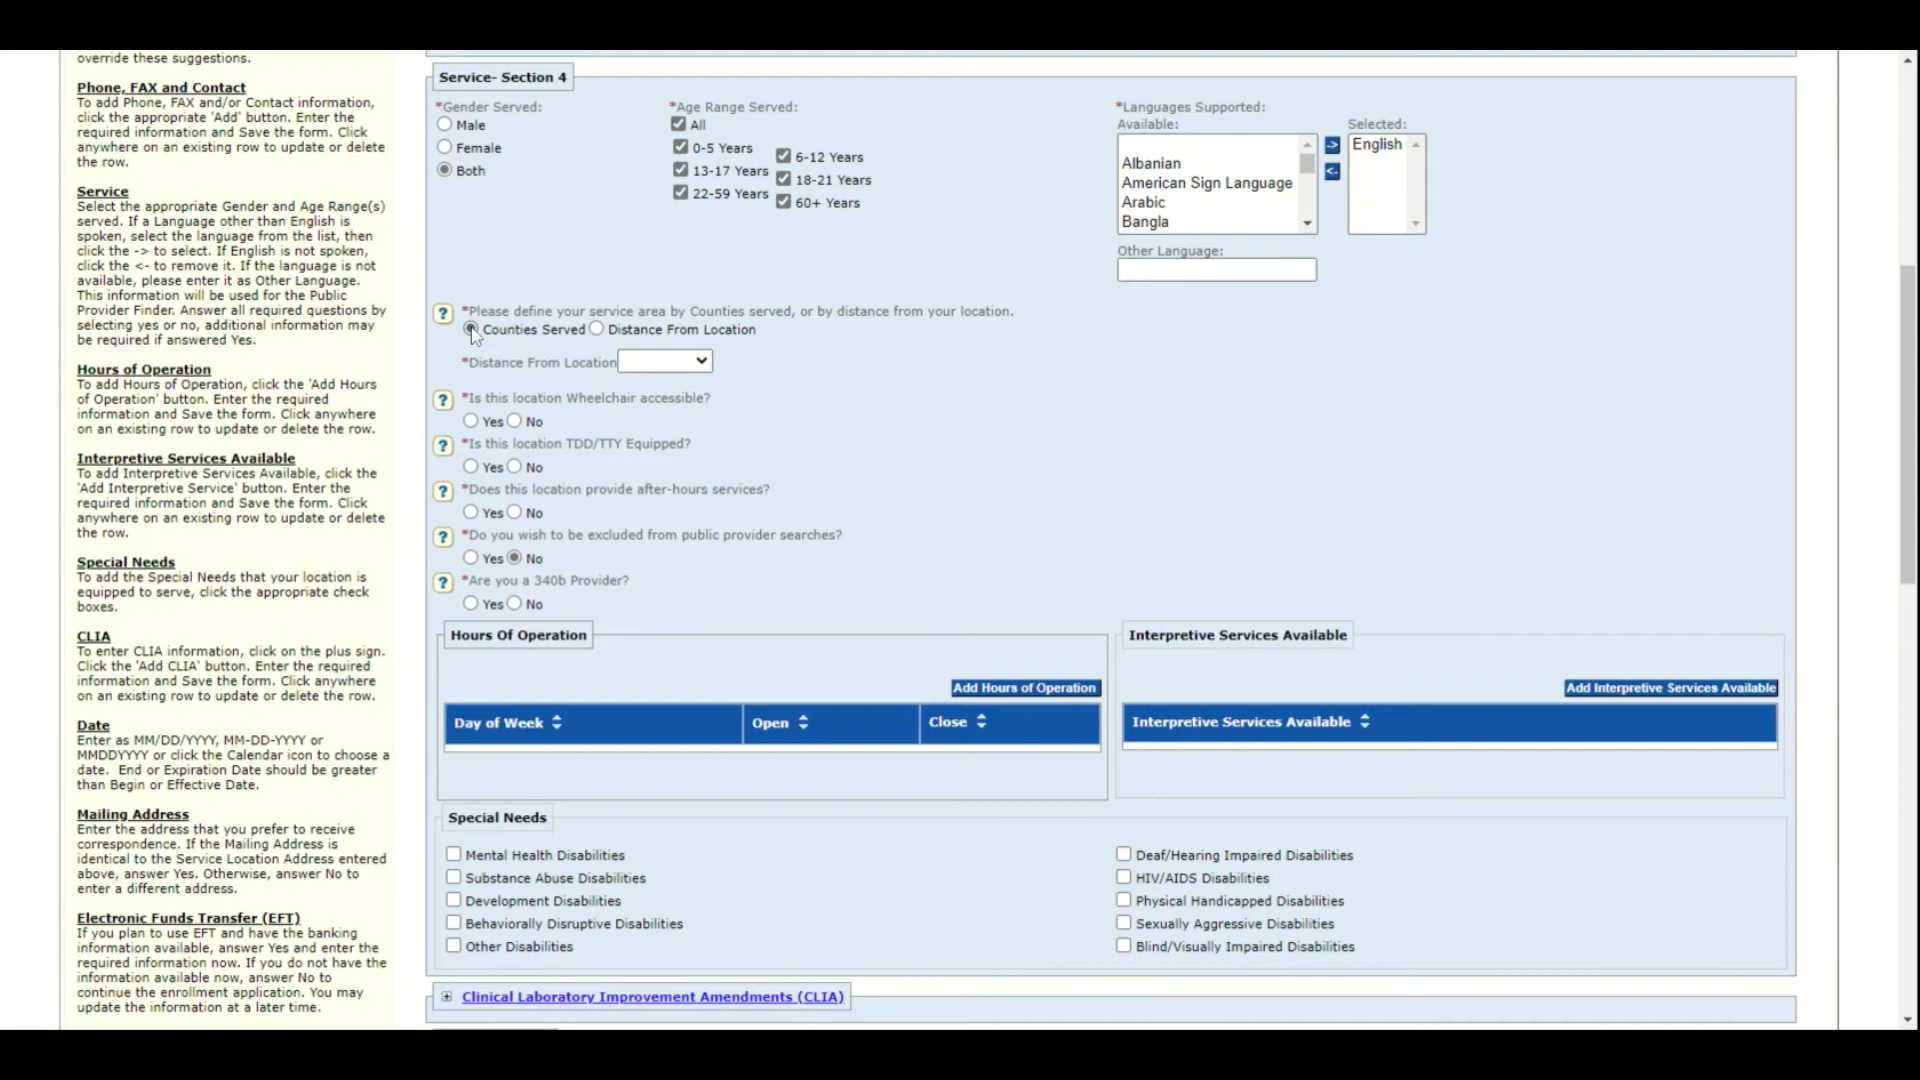 override these suggestions.
Phone, FAX and Contact
To add Phone, FAX and/or Contact information,
click the appropriate 'Add' button. Enter the
required information and Save the form. Click
anywhere on an existing row to update or delete
the row.
Service
Select the appropriate Gender and Age Range(s)
served. If a Language other than English is
spoken, select the language from the list, then
click the -> to select. If English is not spoken,
click the <- to remove it. If the language is not
available, please enter it as Other Language.
This information will be used for the Public
Provider Finder. Answer all required questions by
selecting yes or no, additional information may
be required if answered Yes.
Hours of Operation
To add Hours of Operation, click the 'Add Hours
of Operation' button. Enter the required
information and Save the form. Click anywhere
on an existing row to update or delete the row.
Interpretive Services Available
To add Interpretive Services Available, click the
'Add Interpretive Service' button. Enter the
required information and Save the form. Click
anywhere on an existing row to update or delete
the row.
Special Needs
To add the Special Needs that your location is
equipped to serve, click the appropriate check
boxes.
CLIA
To enter CLIA information, click on the plus sign.
Click the 'Add CLIA' button. Enter the required
information and Save the form. Click anywhere
on an existing row to update or delete the row.
Date
Enter as MM/DD/YYYY, MM-DD-YYYY or
MMDDYYYY or click the Calendar icon to choose a
date. End or Expiration Date should be greater
than Begin or Effective Date.
Mailing Address
Enter the address that you prefer to receive
correspondence. If the Mailing Address is
identical to the Service Location Address entered
above, answer Yes. Otherwise, answer No to
enter a different address.
Electronic Funds Transfer (EFT)
If you plan to use EFT and have the banking
information available, answer Yes and enter the
required information now. If you do not have the
information available now, answer No to
continue the enrollment application. You may
update the information at a later time.
Service- Section 4
*Gender Served:
Male
Female
Both
*Age Range Served:
All
0-5 Years
6-12 Years
13-17 Years
18-21 Years
22-59 Years
60+ Years
*Languages Supported:
Available:
Albanian
American Sign Language
Arabic
Bangla
->
<-
Selected:
English
Other Language:
? *Please define your service area by Counties served, or by distance from your location.
Counties Served Distance From Location
*Distance From Location
? *Is this location Wheelchair accessible?
Yes No
? *Is this location TDD/TTY Equipped?
Yes No
? *Does this location provide after-hours services?
Yes No
? *Do you wish to be excluded from public provider searches?
Yes No
? *Are you a 340b Provider?
Yes No
Hours Of Operation
Add Hours of Operation
Day of Week Open Close
Interpretive Services Available
Add Interpretive Services Available
Interpretive Services Available
Special Needs
Mental Health Disabilities
Substance Abuse Disabilities
Development Disabilities
Behaviorally Disruptive Disabilities
Other Disabilities
Deaf/Hearing Impaired Disabilities
HIV/AIDS Disabilities
Physical Handicapped Disabilities
Sexually Aggressive Disabilities
Blind/Visually Impaired Disabilities
Clinical Laboratory Improvement Amendments (CLIA)